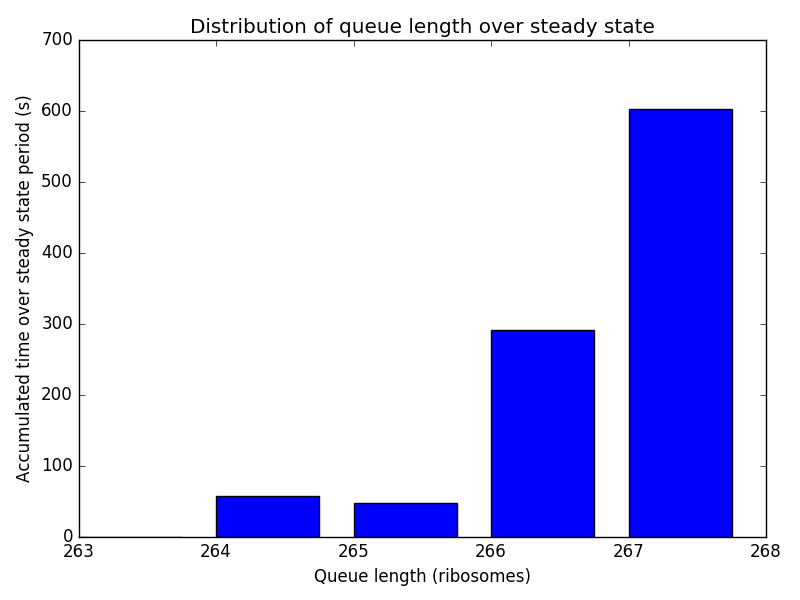 Distribution of queue length over steady state
700
600
500
400
300
200
100
0
Accumulated time over steady state period (s)
263 264 265 266 267 268
Queue length (ribosomes)